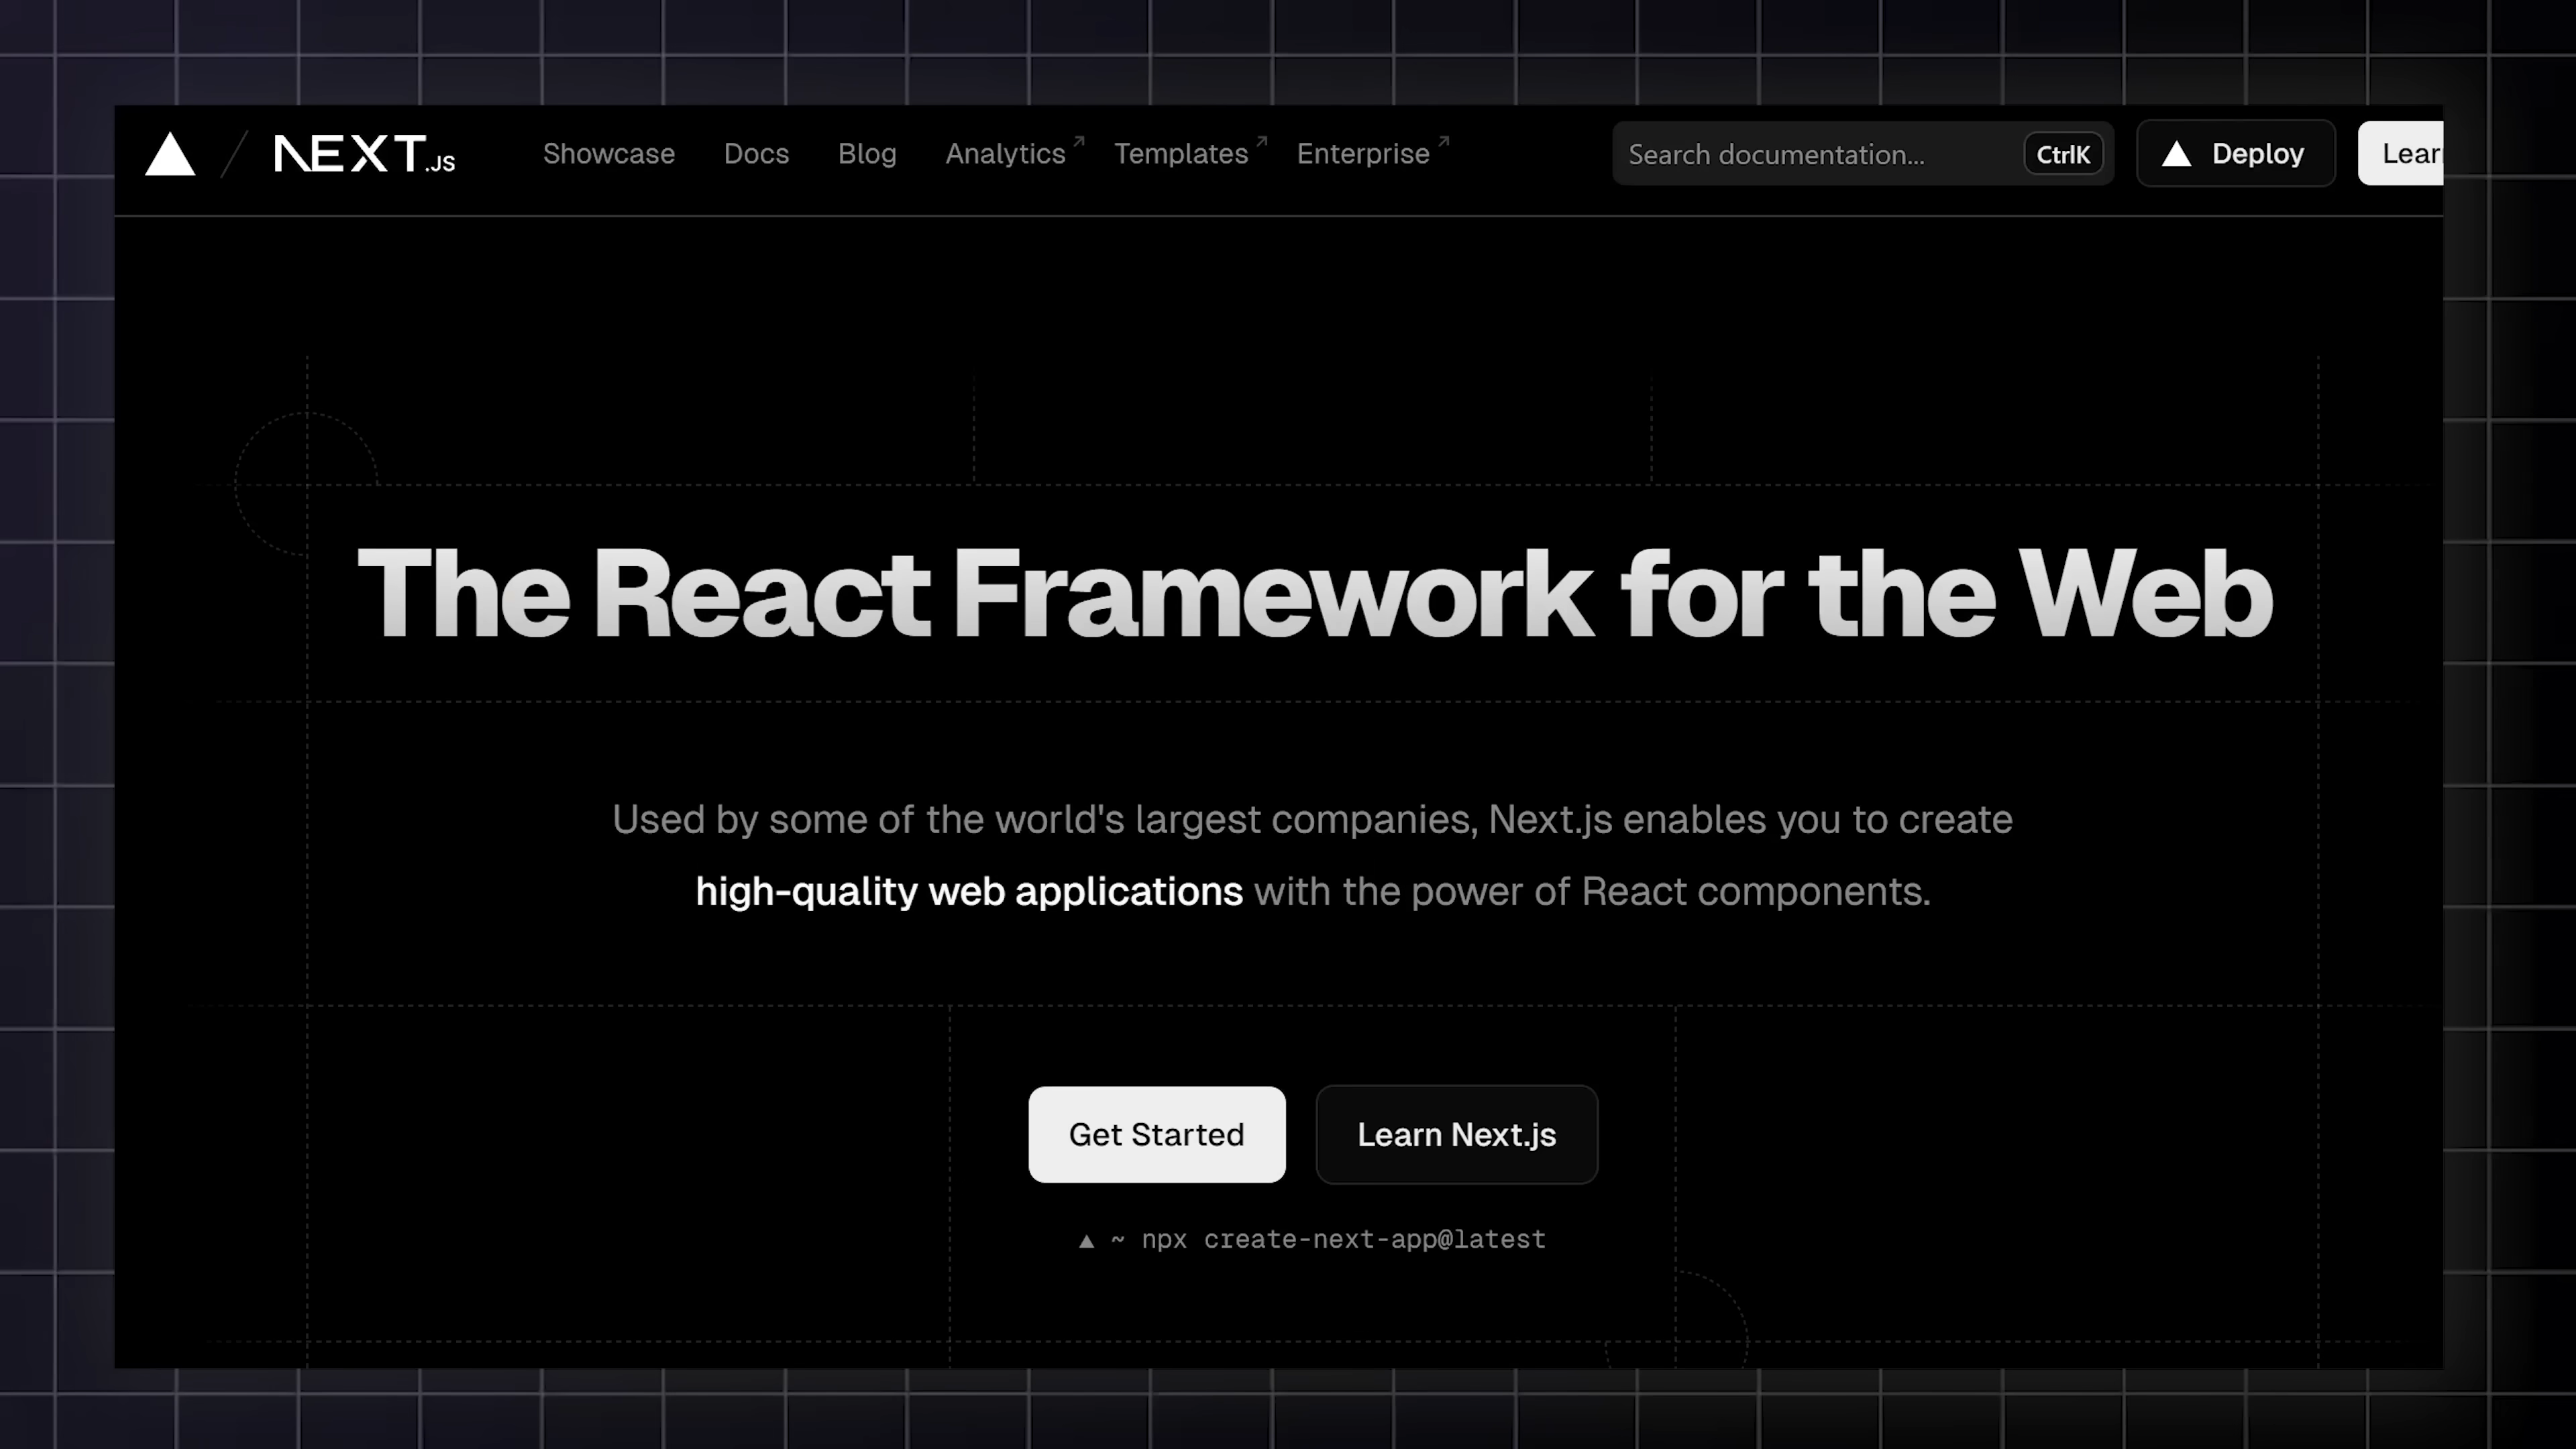 NEXT.JS
Showcase
Docs
Blog
Analytics
Templates
Enterprise
Search documentation...
CtrlK
Deploy
Lear
The React Framework for the Web
Used by some of the world's largest companies, Next.js enables you to create
high-quality web applications with the power of React components.
Get Started
Learn Next.js
▲ ~ npx create-next-app@latest